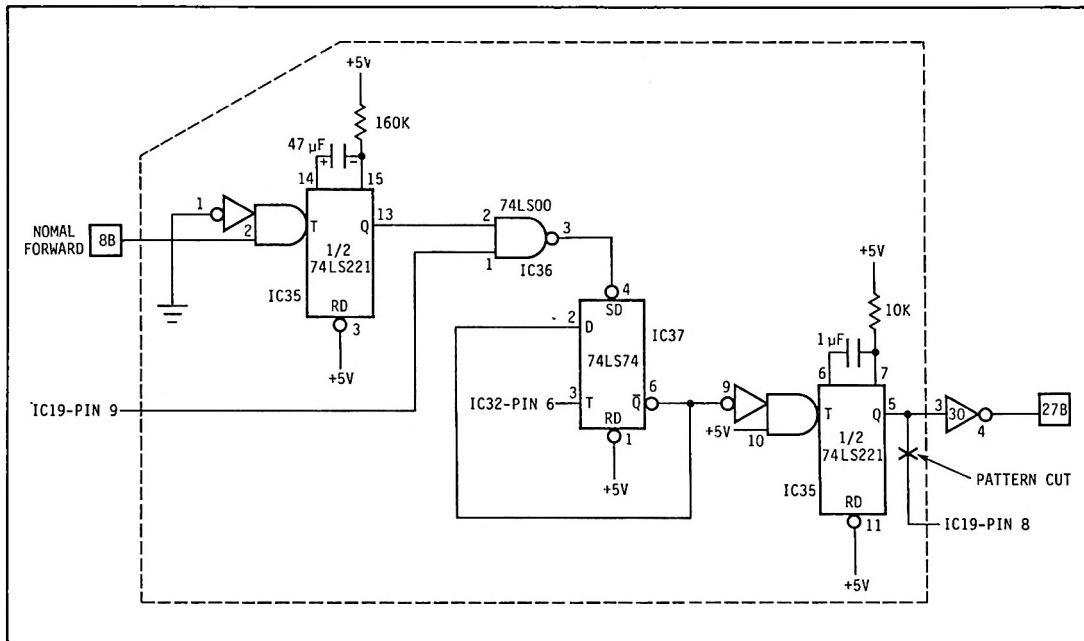 +5V
160K
47 µF
+ −
14 15
1
NOMAL
FORWARD
8B
2
T Q
13
1/2
74LS221
IC35
RD
3
+5V
74LS00
2
3
1
IC36
4
SD
2
D
IC37
74LS74
IC19-PIN 9
IC32-PIN 6
3
T
Q
6
RD
1
+5V
9
+5V
10
+5V
10K
1 µF
6 7
T Q
5
1/2
74LS221
IC35
RD
11
+5V
3
30
4
27B
PATTERN CUT
IC19-PIN 8